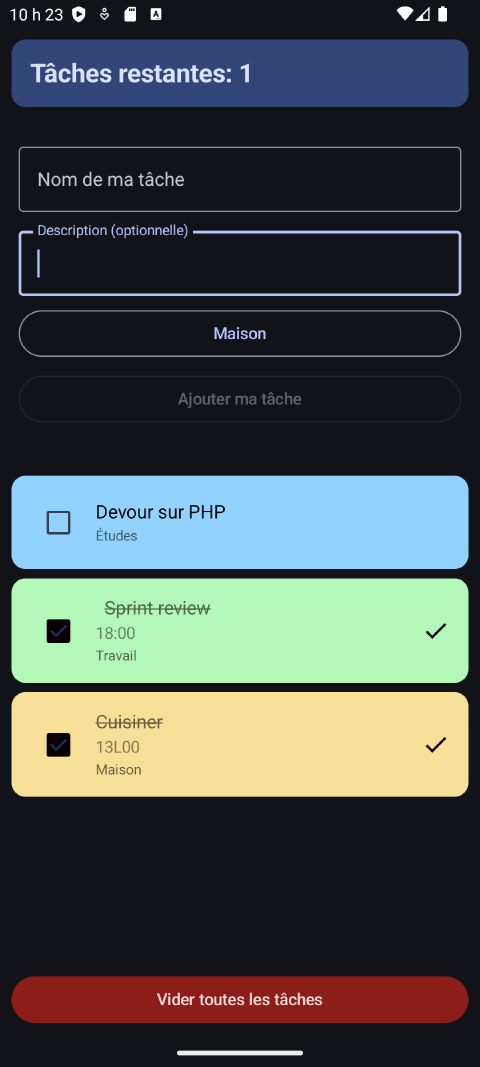 10 h 23
Tâches restantes: 1
Nom de ma tâche
Description (optionnelle)
Maison
Ajouter ma tâche
Devour sur PHP
Études
Sprint review
18:00
Travail
Cuisiner
13L00
Maison
Vider toutes les tâches